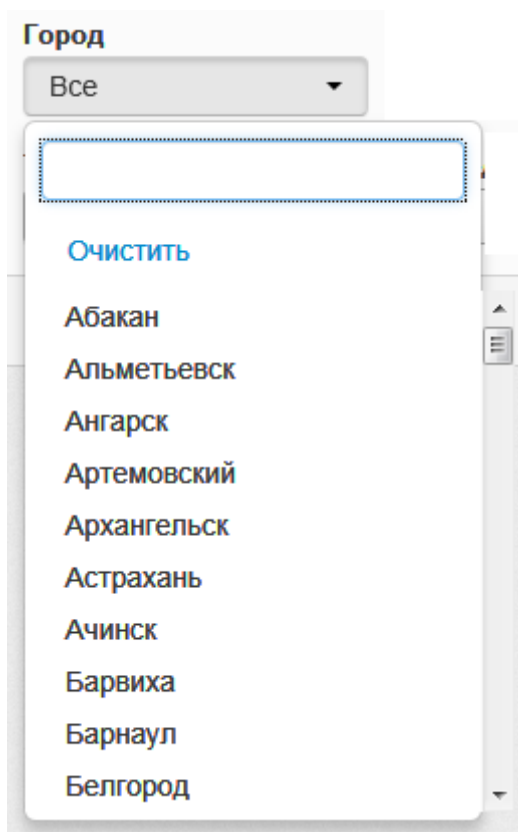 Город
Все
Очистить
Абакан
Альметьевск
Ангарск
Артемовский
Архангельск
Астрахань
Ачинск
Барвиха
Барнаул
Белгород